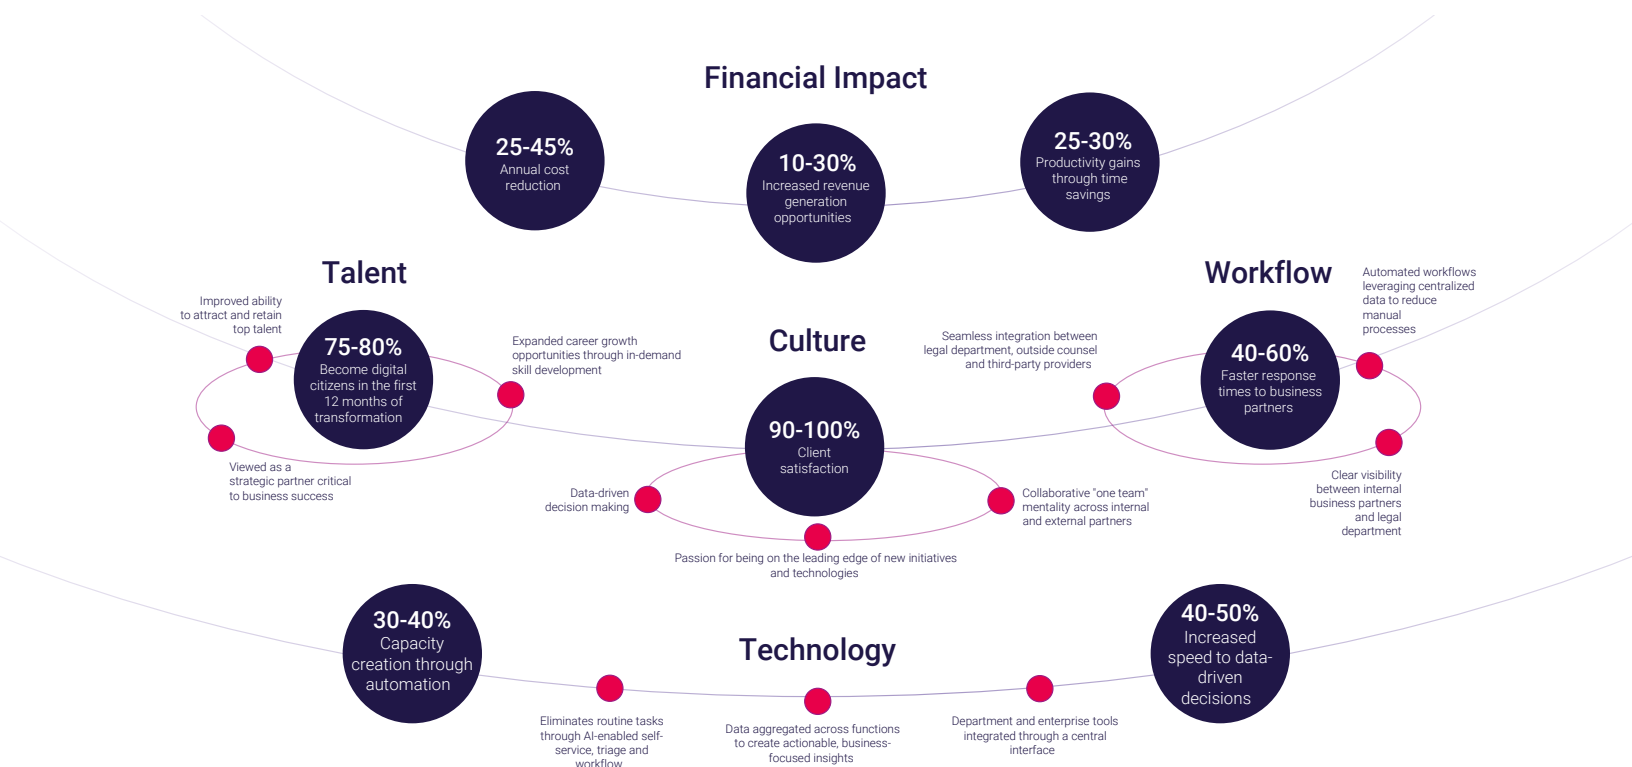 Financial Impact
25-45%
Annual cost
reduction
10-30%
Increased revenue
generation
opportunities
25-30%
Productivity gains
through time
savings
Talent
Improved ability
to attract and retain
top talent
75-80%
Become digital
citizens in the first
12 months of
transformation
Expanded career growth
opportunities through in-demand
skill development
Viewed as a
strategic partner critical
to business success
Culture
90-100%
Client
satisfaction
Data-driven
decision making
Passion for being on the leading edge of new initiatives
and technologies
Collaborative "one team"
mentality across internal
and external partners
Workflow
Seamless integration between
legal department, outside counsel
and third-party providers
40-60%
Faster response
times to business
partners
Automated workflows
leveraging centralized
data to reduce
manual
processes
Clear visibility
between internal
business partners
and legal
department
Technology
30-40%
Capacity
creation through
automation
Eliminates routine tasks
through AI-enabled self-
service, triage and
workflow
Data aggregated across functions
to create actionable, business-
focused insights
Department and enterprise tools
integrated through a central
interface
40-50%
Increased
speed to data-
driven
decisions